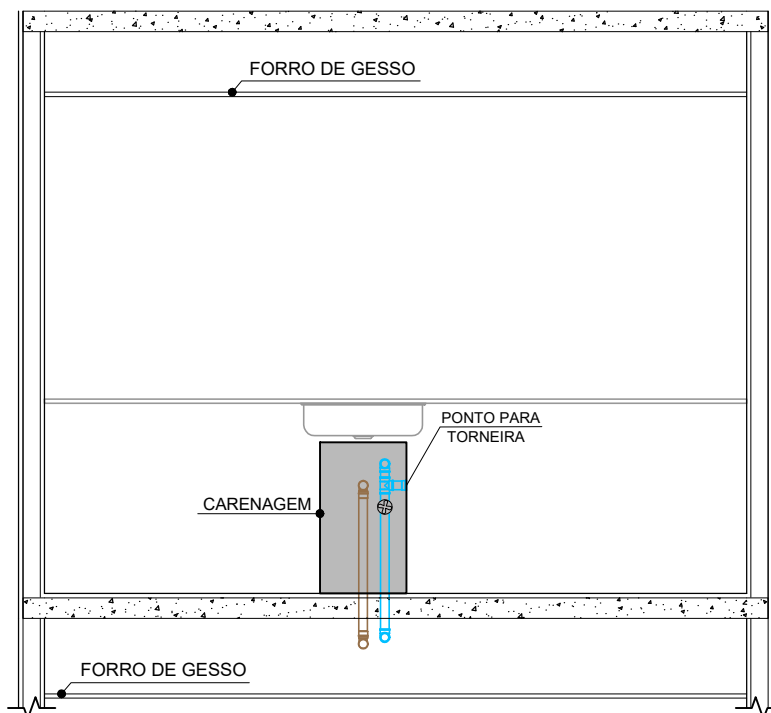 FORRO DE GESSO
PONTO PARA
TORNEIRA
CARENAGEM
FORRO DE GESSO